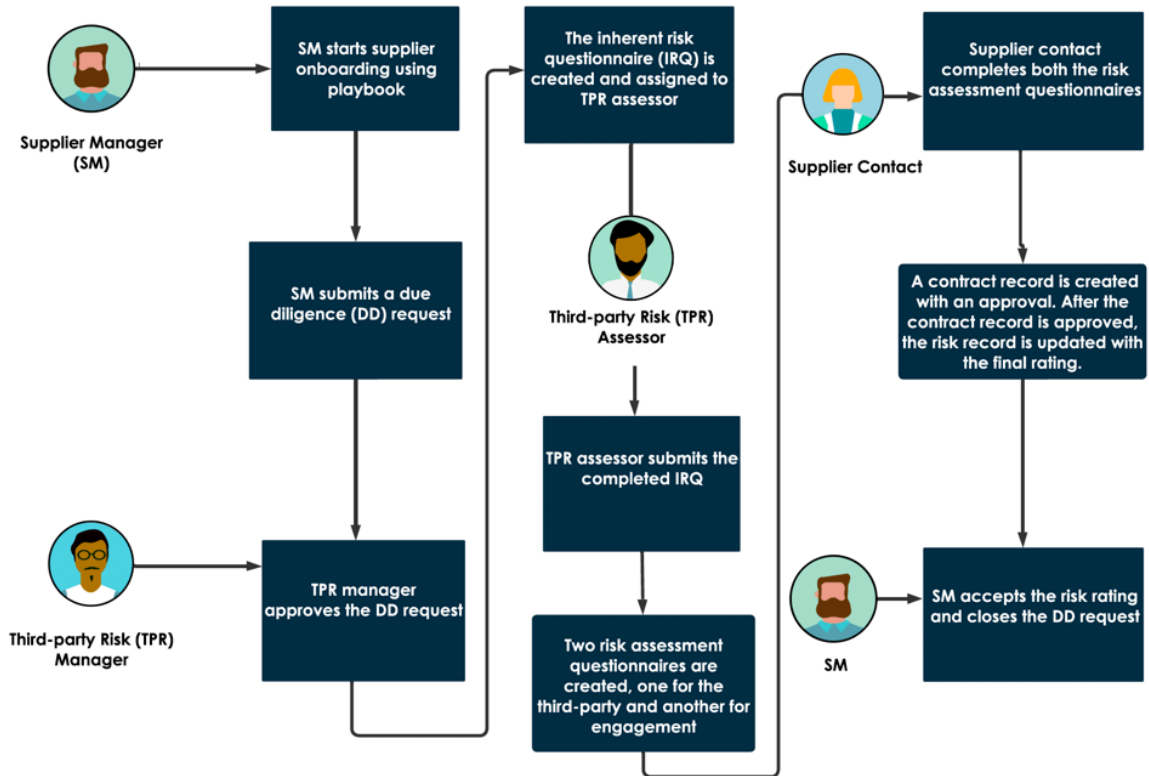 SM starts supplier
onboarding using
playbook
Supplier Manager
(SM)
SM submits a due
diligence (DD) request
TPR manager
approves the DD request
Third-party Risk (TPR)
Manager
The inherent risk
questionnaire (IRQ) is
created and assigned to
TPR assessor
Third-party Risk (TPR)
Assessor
TPR assessor submits the
completed IRQ
Two risk assessment
questionnaires are
created, one for the
third-party and another for
engagement
Supplier contact
completes both the risk
assessment questionnaires
Supplier Contact
A contract record is created
with an approval. After the
contract record is approved,
the risk record is updated with
the final rating.
SM accepts the risk rating
and closes the DD request
SM